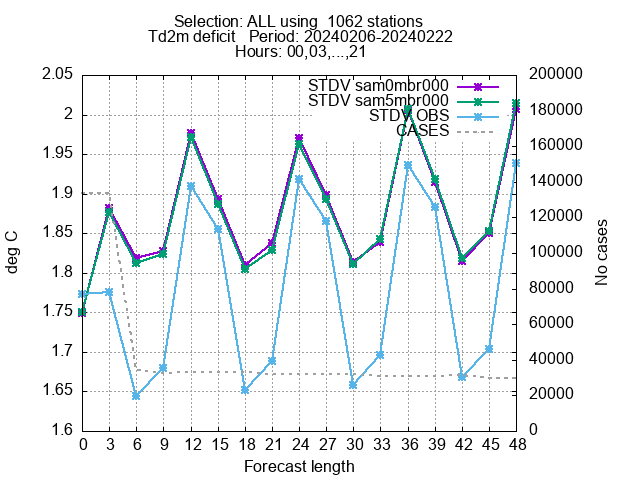 Selection: ALL using  1062 stations
Td2m deficit   Period: 20240206-20240222
Hours: 00,03,...,21
2.05
2
1.95
1.9
1.85
1.8
1.75
1.7
1.65
1.6
deg C
STDV sam0mbr000
STDV sam5mbr000
STDV OBS
CASES
200000
180000
160000
140000
120000
100000
80000
60000
40000
20000
0
No cases
0 3 6 9 12 15 18 21 24 27 30 33 36 39 42 45 48
Forecast length